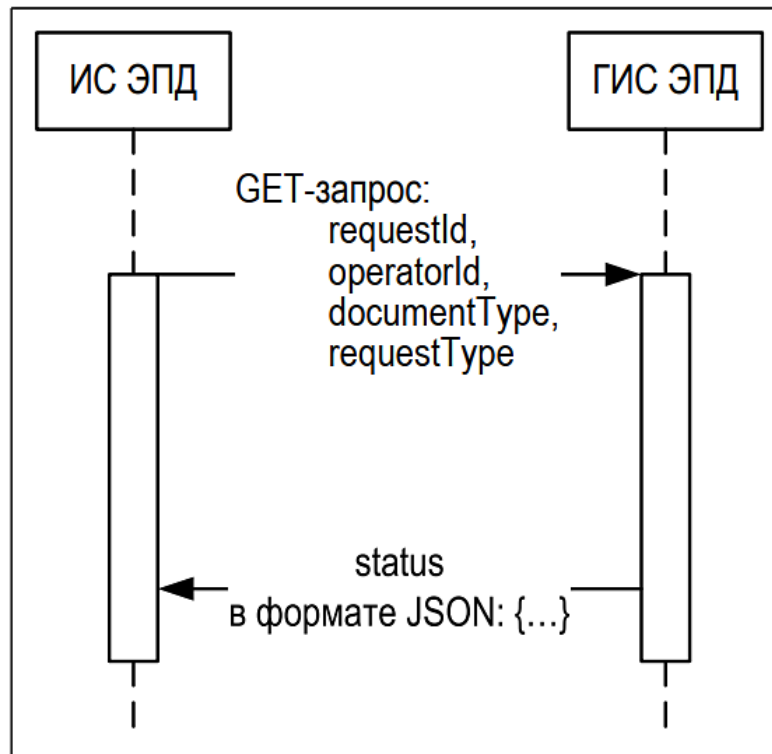 ИС ЭПД
ГИС ЭПД
GET-запрос:
requestId,
operatorId,
documentType,
requestType
status
в формате JSON: {...}